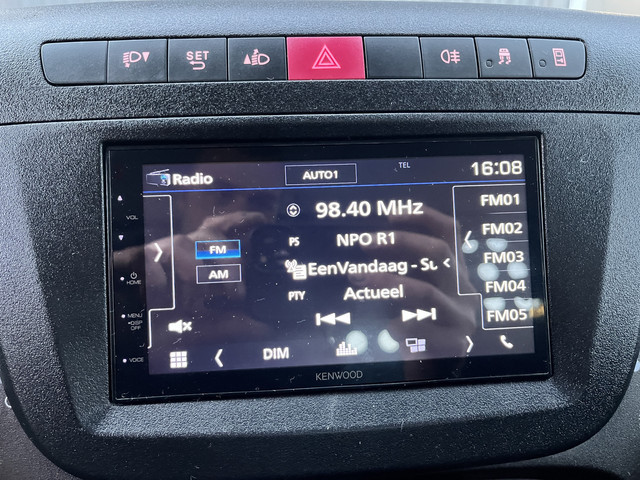 SET
TEL
16:08
Radio
AUTO1
FM01
98.40 MHz
FM02
VOL
PS NPO R1
FM
FM03
EenVandaag - Su
AM
HOME
FM04
PTY Actueel
MENU
DISP
OFF
FM05
DIM
VOICE
KENWOOD